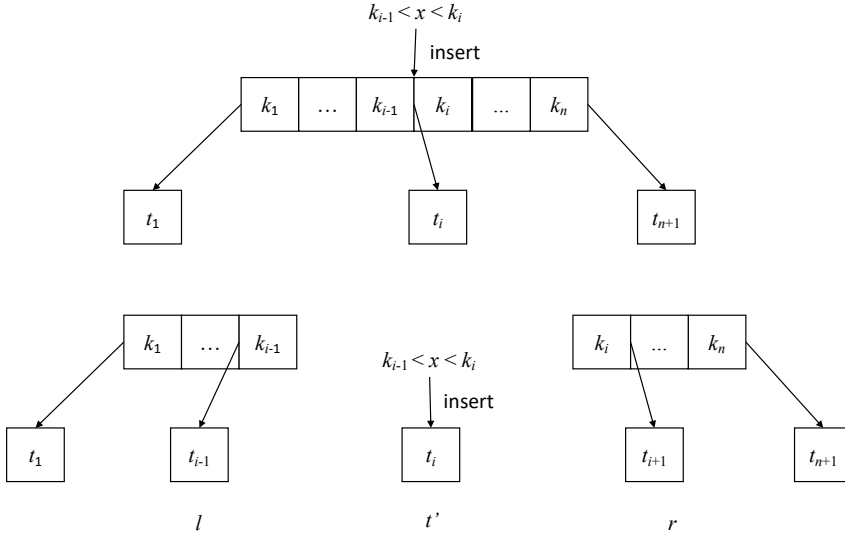 k_{i-1} < x < k_i
insert
k_1 … k_{i-1} k_i ... k_n
t_1 t_i t_{n+1}
k_1 … k_{i-1} k_i ... k_n
k_{i-1} < x < k_i
insert
t_1 t_{i-1} t_i t_{i+1} t_{n+1}
l t’ r